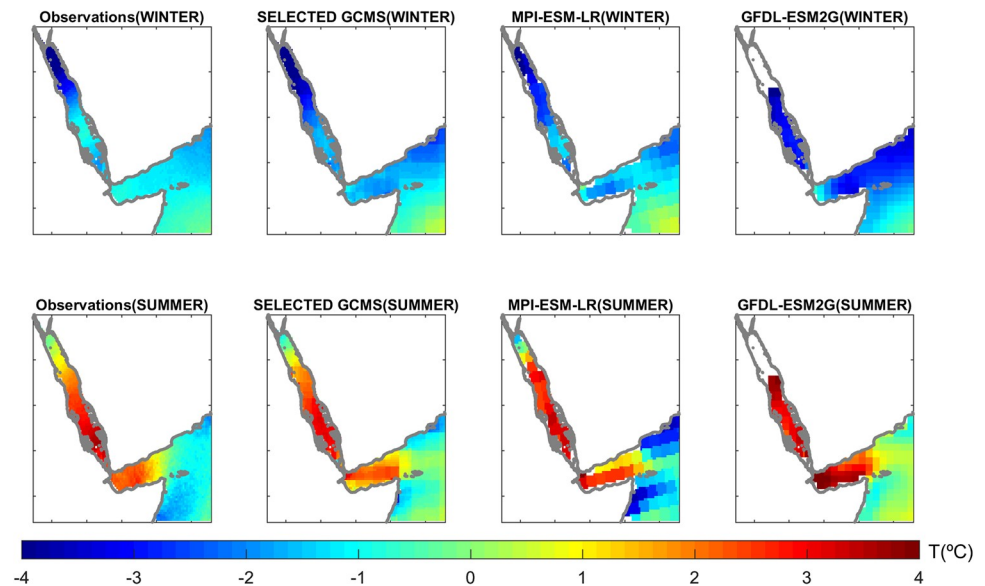 Observations(WINTER)
SELECTED GCMS(WINTER)
MPI-ESM-LR(WINTER)
GFDL-ESM2G(WINTER)
Observations(SUMMER)
SELECTED GCMS(SUMMER)
MPI-ESM-LR(SUMMER)
GFDL-ESM2G(SUMMER)
T(ºC)
-4 -3 -2 -1 0 1 2 3 4